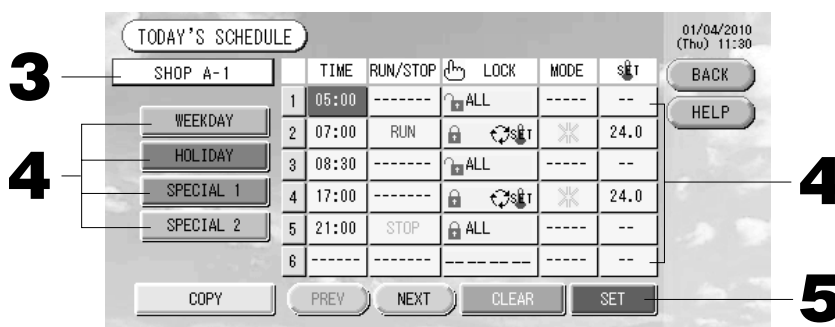 TODAY'S SCHEDULE
01/04/2010
(Thu) 11:30
3
SHOP A-1
TIME RUN/STOP LOCK MODE SET
BACK
HELP
4
WEEKDAY
HOLIDAY
SPECIAL 1
SPECIAL 2
1 05:00 ------- ALL ----- --
2 07:00 RUN SET 24.0
3 08:30 ------- ALL ----- --
4 17:00 ------- SET 24.0
5 21:00 STOP ALL ----- --
6 ------ ------- -- -- -- -- ----- --
4
COPY
PREV
NEXT
CLEAR
SET
5